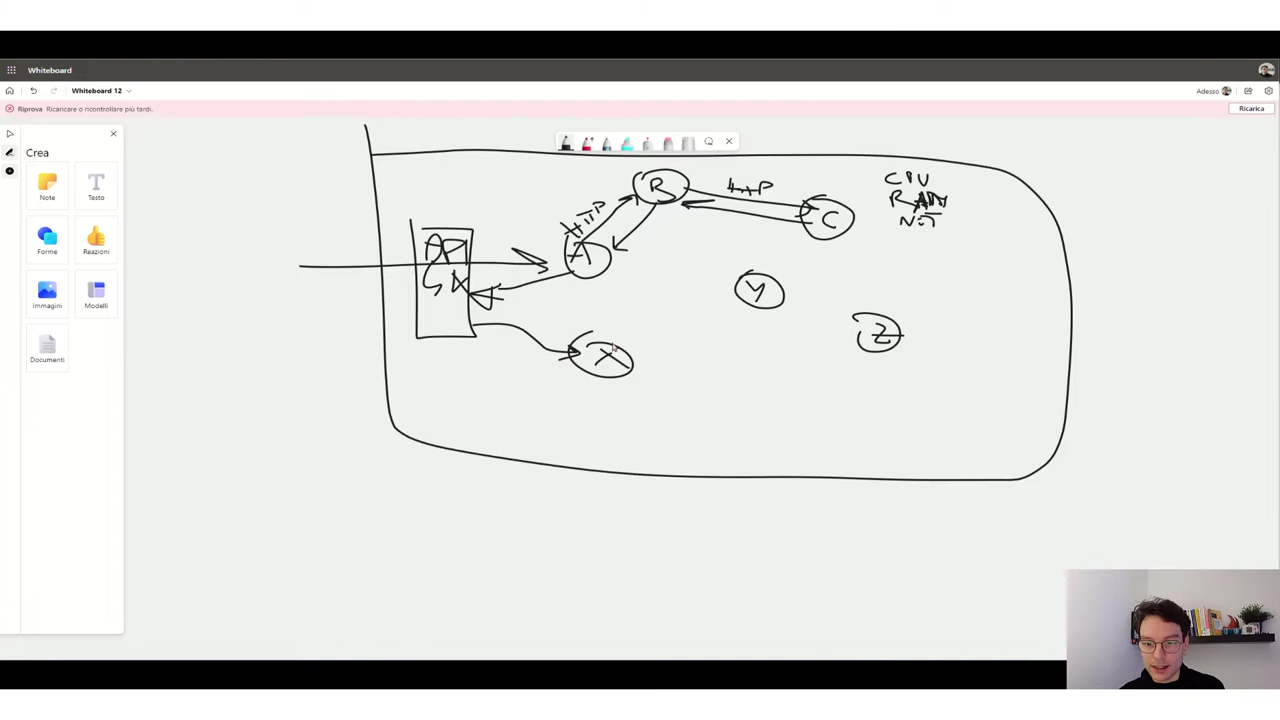 Whiteboard
Whiteboard 12
Adesso
Riprova Ricaricare o ricontrollare più tardi.
Ricarica
Crea
Note
Testo
Forme
Reazioni
Immagini
Modelli
Documenti
API
GW
HTTP
A
B
HTTP
C
CPU
RAM
NET
Y
Z
X